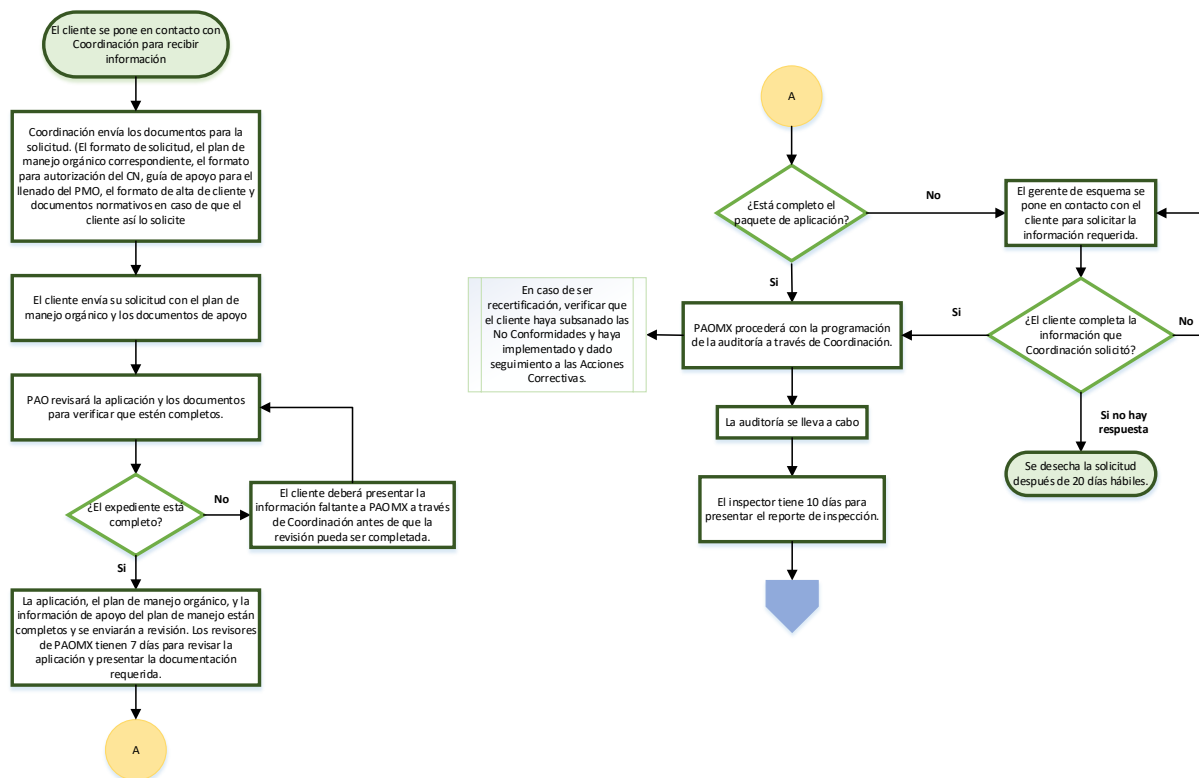 El cliente se pone en contacto con
Coordinación para recibir
información
Coordinación envía los documentos para la
solicitud. (El formato de solicitud, el plan de
manejo orgánico correspondiente, el formato
para autorización del CN, guía de apoyo para el
llenado del PMO, el formato de alta de cliente y
documentos normativos en caso de que el
cliente así lo solicite
El cliente envía su solicitud con el plan de
manejo orgánico y los documentos de apoyo
PAO revisará la aplicación y los documentos
para verificar que estén completos.
¿El expediente está
completo?
No
El cliente deberá presentar la
información faltante a PAOMX a través
de Coordinación antes de que la
revisión pueda ser completada.
Si
La aplicación, el plan de manejo orgánico, y la
información de apoyo del plan de manejo están
completos y se enviarán a revisión. Los revisores
de PAOMX tienen 7 días para revisar la
aplicación y presentar la documentación
requerida.
A
A
¿Está completo el
paquete de aplicación?
No
El gerente de esquema se
pone en contacto con el
cliente para solicitar la
información requerida.
Si
En caso de ser
recertificación, verificar que
el cliente haya subsanado las
No Conformidades y haya
implementado y dado
seguimiento a las Acciones
Correctivas.
PAOMX procederá con la programación
de la auditoría a través de Coordinación.
Si
¿El cliente completa la
información que
Coordinación solicitó?
No
Si no hay
respuesta
Se desecha la solicitud
después de 20 días hábiles.
La auditoría se lleva a cabo
El inspector tiene 10 días para
presentar el reporte de inspección.